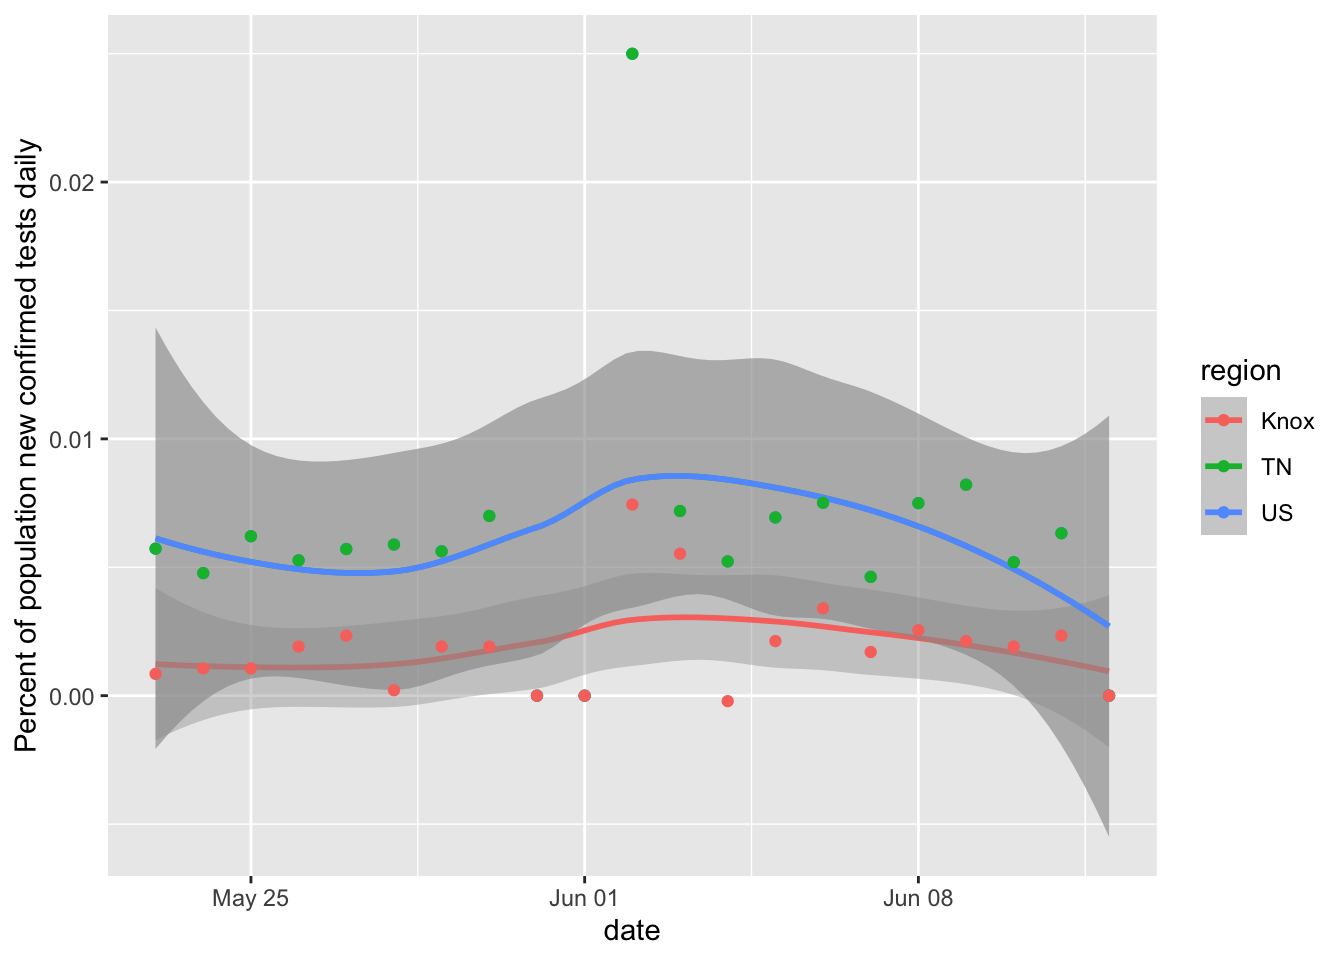 Percent of population new confirmed tests daily
0.02
0.01
0.00
May 25
Jun 01
Jun 08
date
region
Knox
TN
US